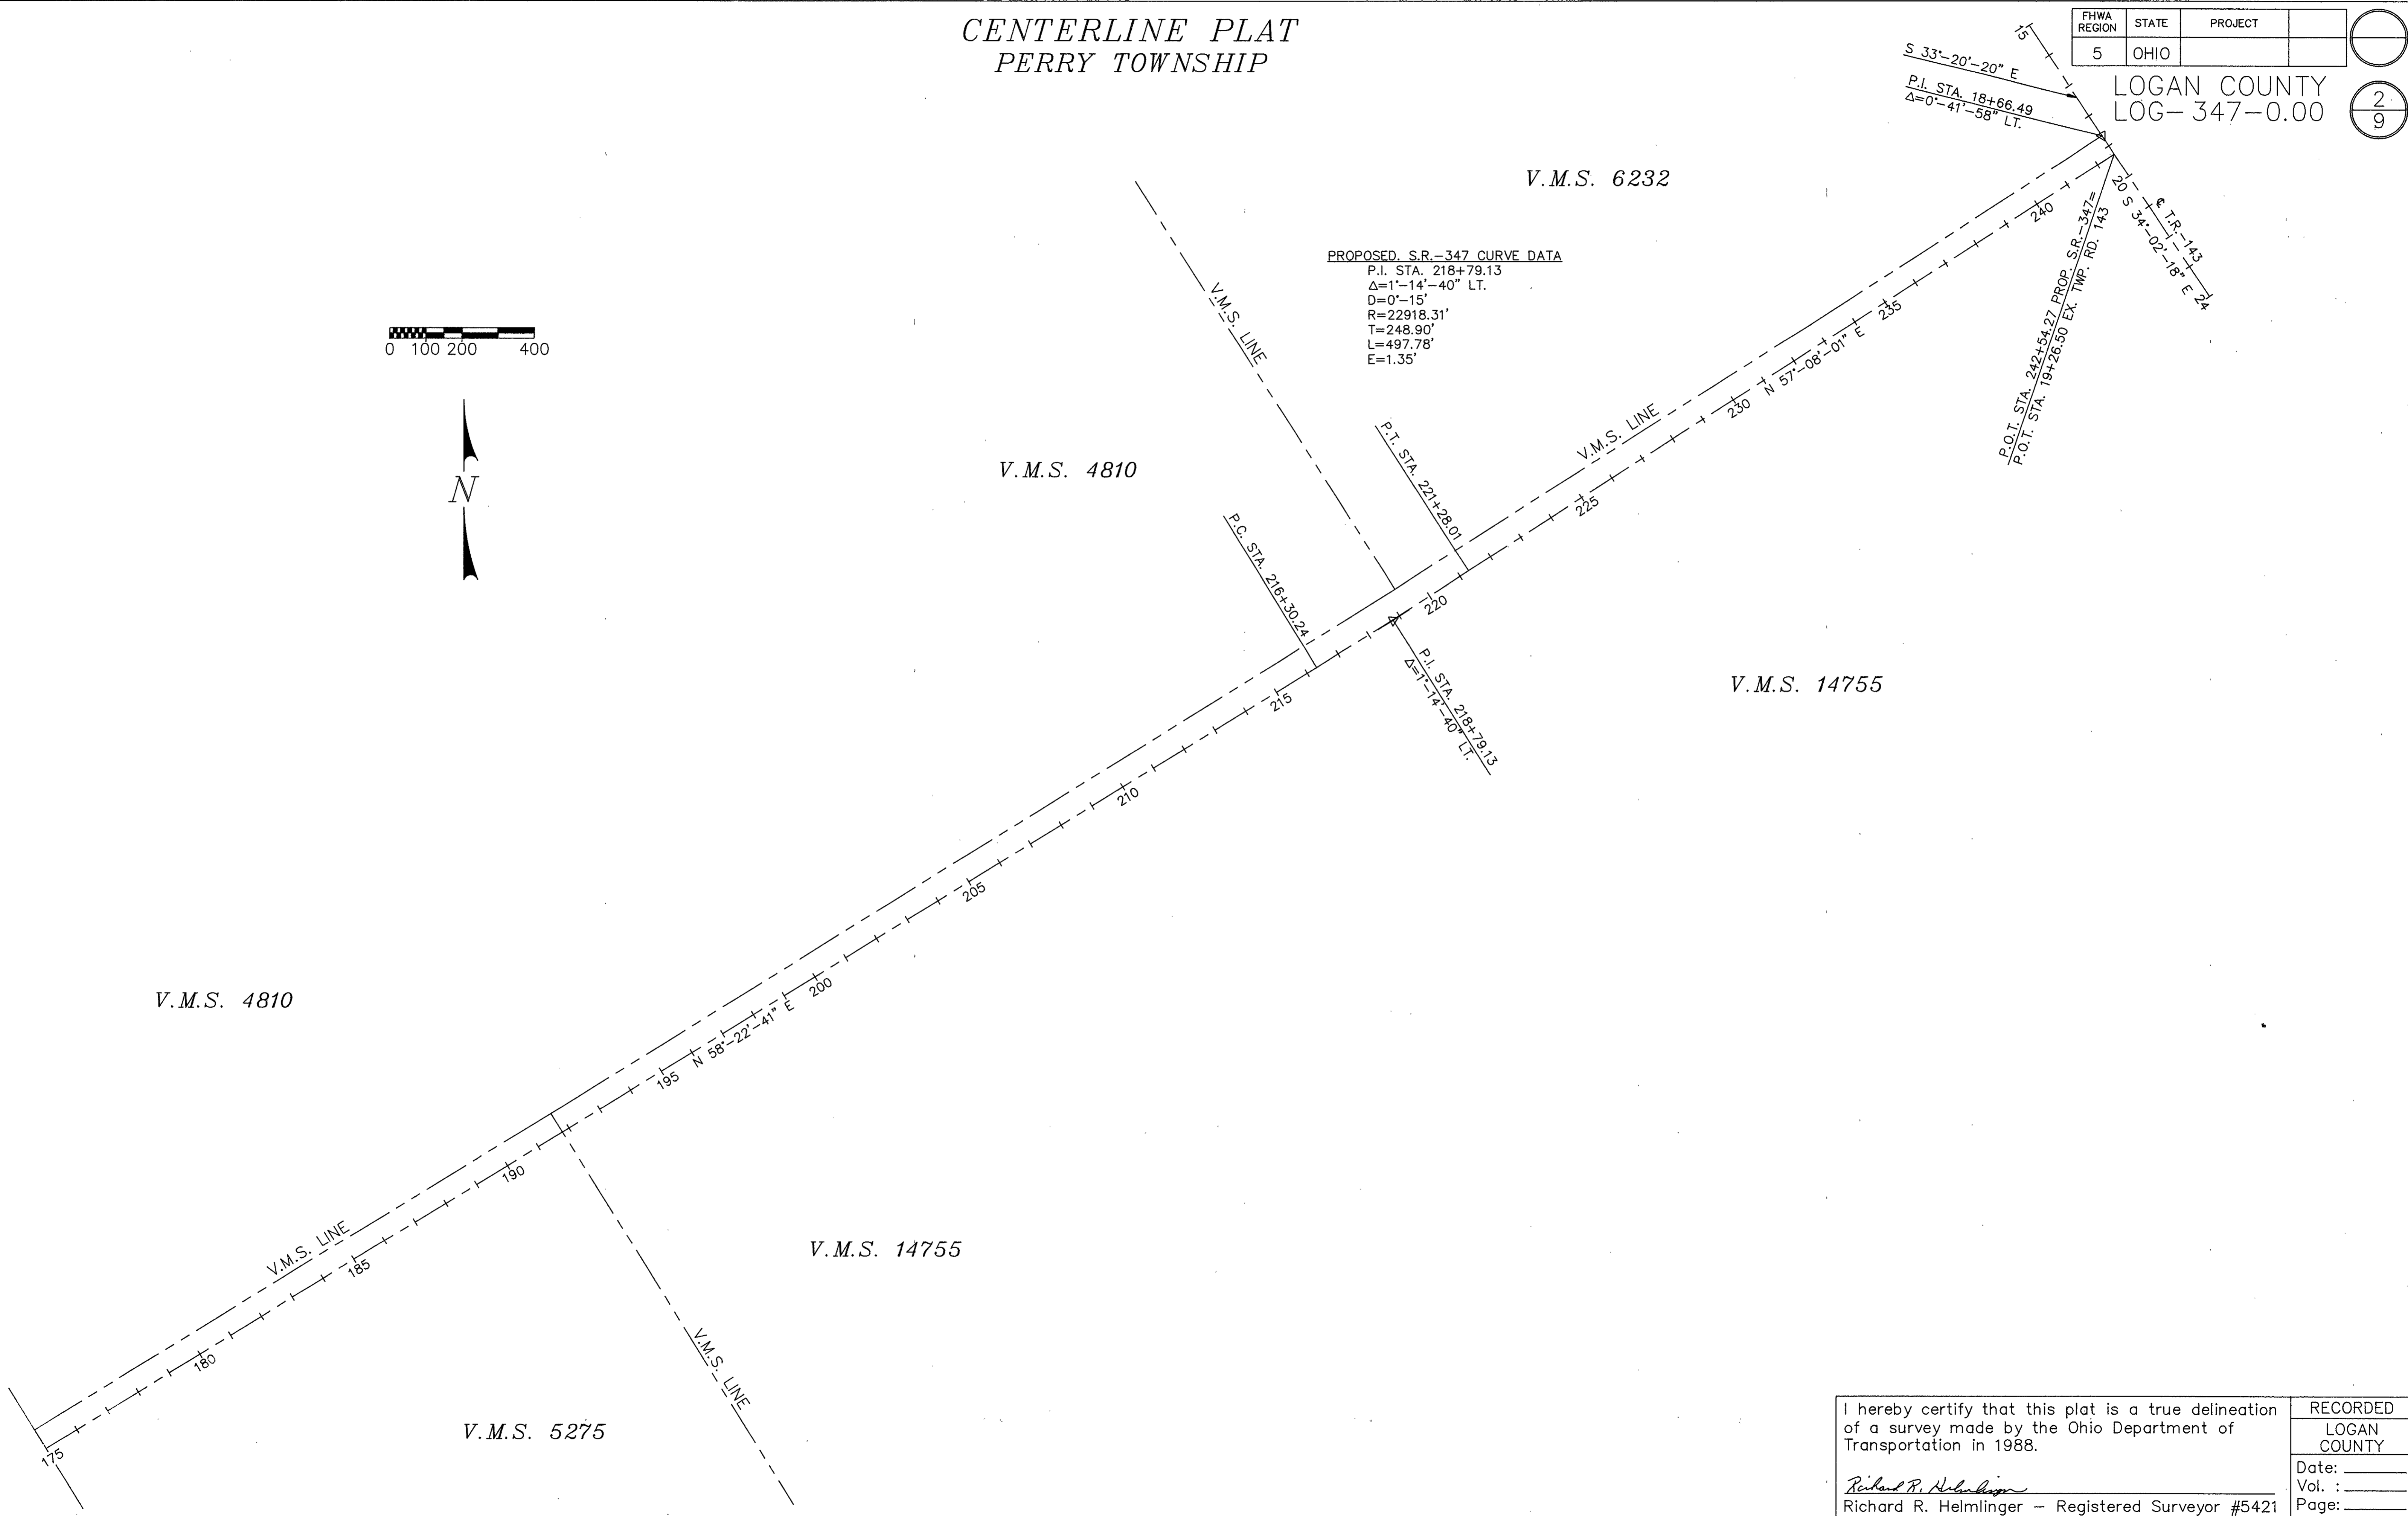 CENTERLINE PLAT
PERRY TOWNSHIP
FHWA REGION STATE PROJECT
5 OHIO
LOGAN COUNTY
LOG-347-0.00
2
9
15
S 33°-20'-20" E
P.I. STA. 18+66.49
Δ=0°-41'-58" LT.
V.M.S. 6232
20 S 34°-02'-18" E 24
℄ T.R.-143
P.O.T. STA. 242+54.27 PROP. S.R.-347=
P.O.T. STA. 19+26.50 EX. TWP. RD. 143
240
PROPOSED. S.R.-347 CURVE DATA
P.I. STA. 218+79.13
Δ=1°-14'-40" LT.
D=0°-15'
R=22918.31'
T=248.90'
L=497.78'
E=1.35'
V.M.S. LINE
0 100 200 400
N
235
N 57°-08'-01" E
230
V.M.S. LINE
V.M.S. 4810
P.T. STA. 221+28.01
225
P.C. STA. 216+30.24
220
P.I. STA. 218+79.13
Δ=1°-14'-40" LT.
V.M.S. 14755
215
210
205
V.M.S. 4810
200
N 58°-22'-41" E
195
190
V.M.S. LINE
185
V.M.S. 14755
180
V.M.S. LINE
V.M.S. 5275
175
I hereby certify that this plat is a true delineation
of a survey made by the Ohio Department of
Transportation in 1988.
Richard R. Helmlinger
Richard R. Helmlinger – Registered Surveyor #5421
RECORDED
LOGAN
COUNTY
Date:
Vol. :
Page: